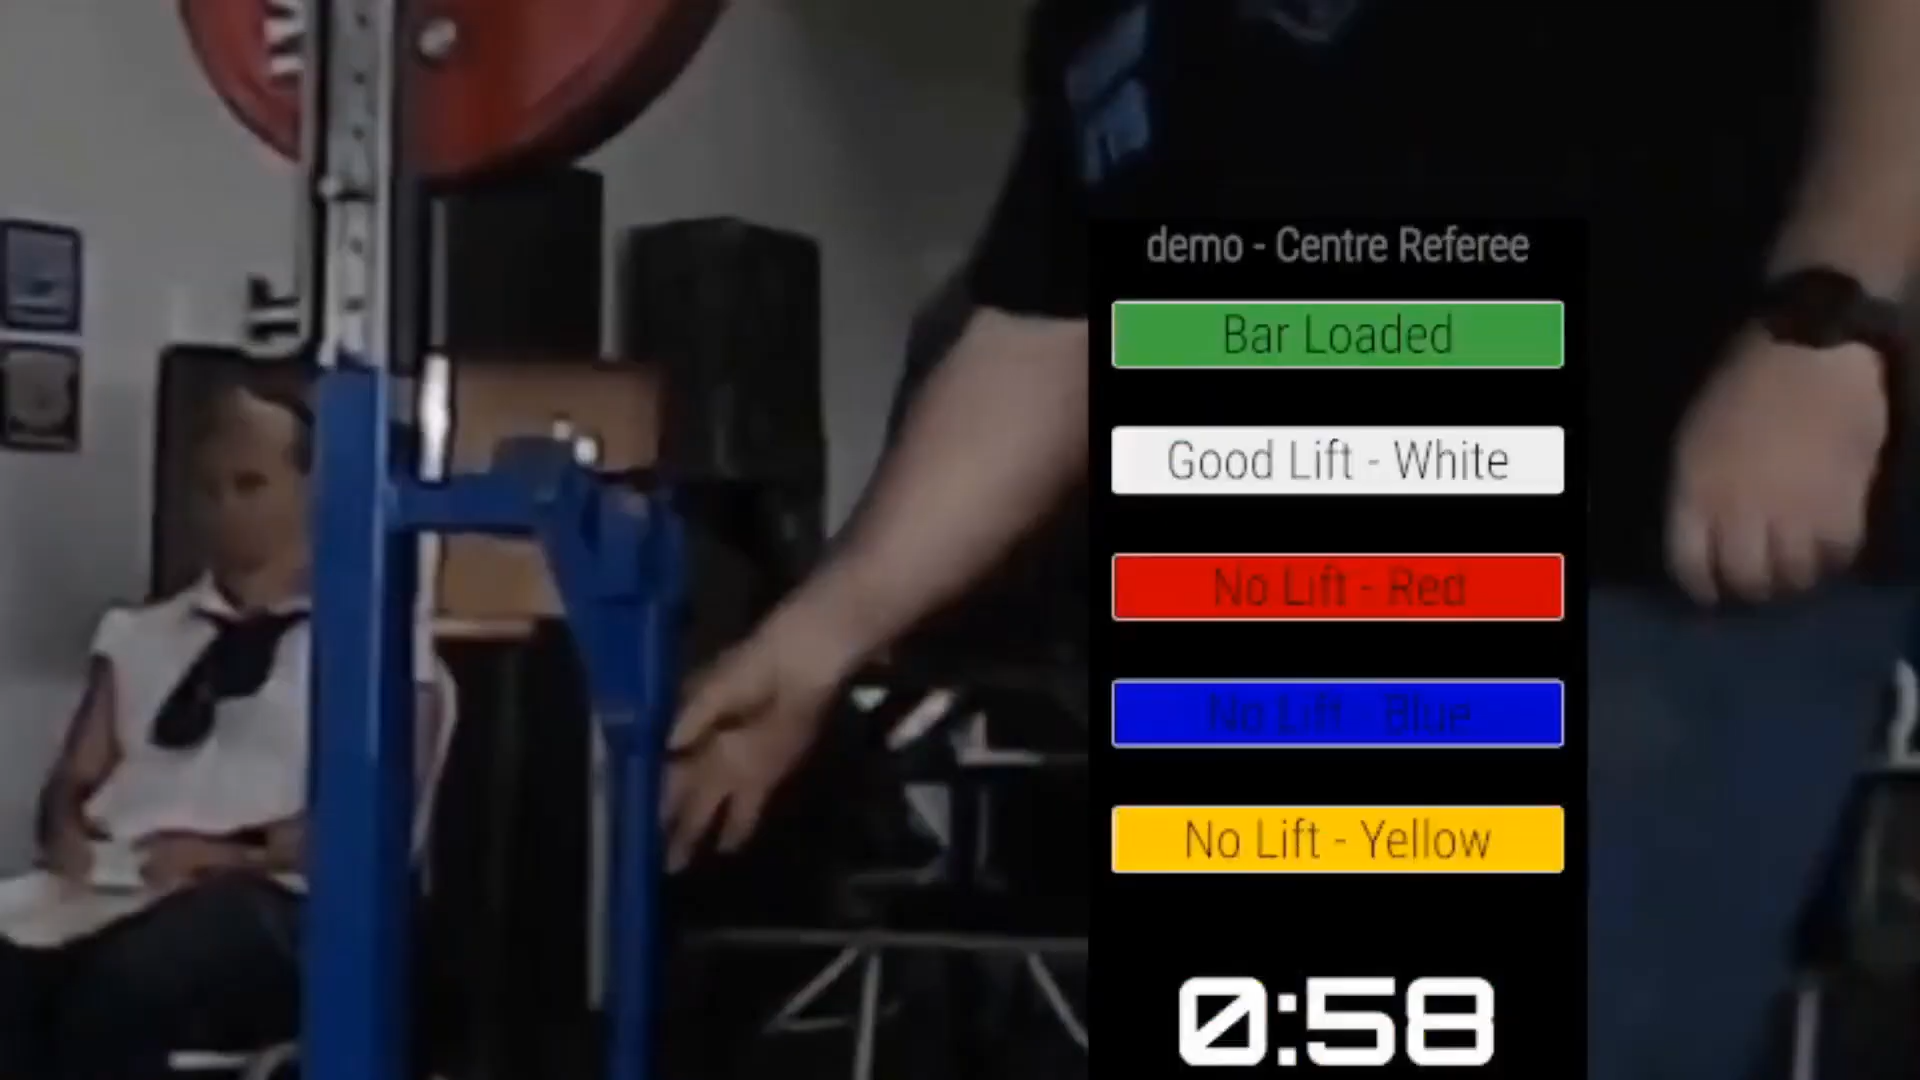 demo - Centre Referee
Bar Loaded
Good Lift - White
No Lift - Red
No Lift - Blue
No Lift - Yellow
0:58